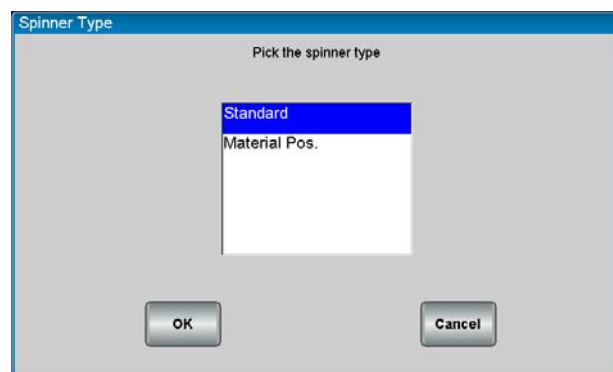 Spinner Type
Pick the spinner type
Standard
Material Pos.
OK
Cancel